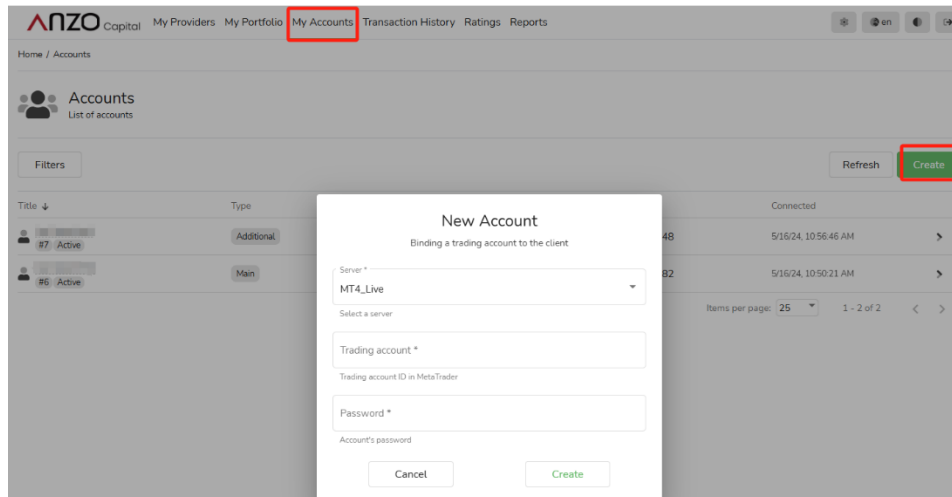 ANZO Capital My Providers My Portfolio My Accounts Transaction History Ratings Reports en
Home / Accounts
Accounts
List of accounts
Filters Refresh Create
Title Type Connected
#7 Active Additional 48 5/16/24, 10:56:46 AM
#6 Active Main 82 5/16/24, 10:50:21 AM
Items per page: 25 1 - 2 of 2
New Account
Binding a trading account to the client
Server *
MT4_Live
Select a server
Trading account *
Trading account ID in MetaTrader
Password *
Account's password
Cancel Create